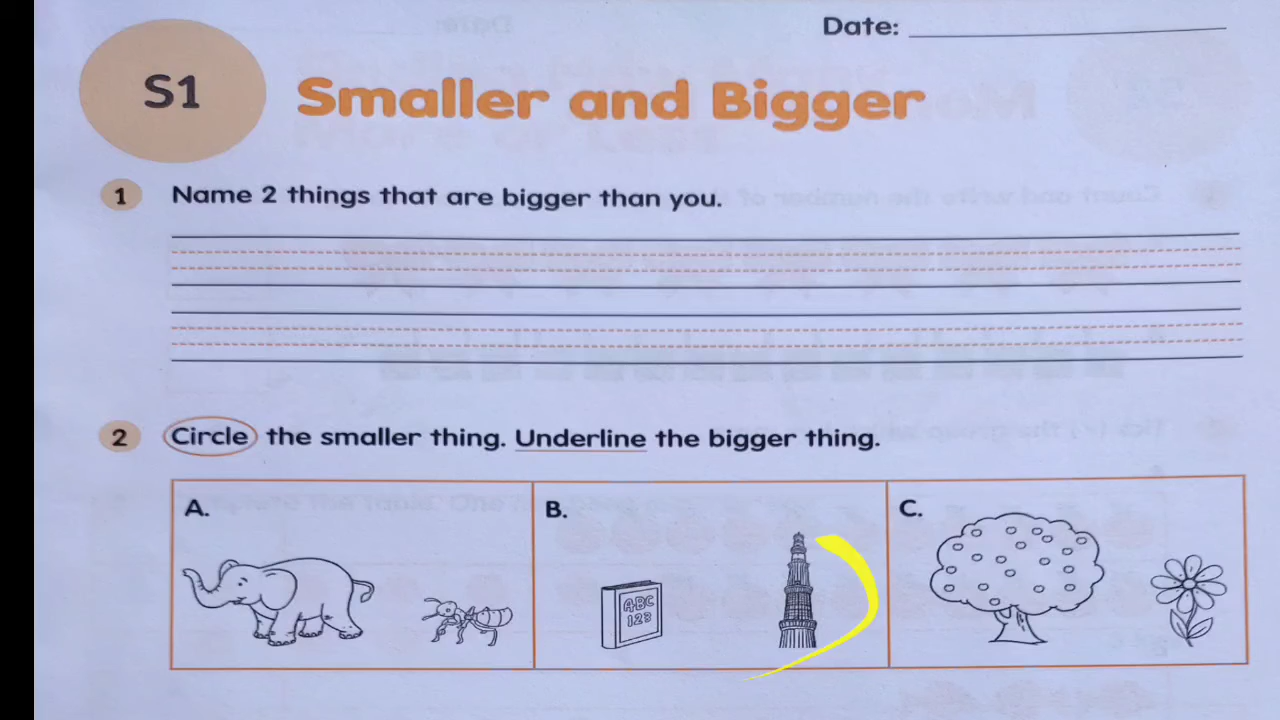 Date:
S1
Smaller and Bigger
1 Name 2 things that are bigger than you.
2 Circle the smaller thing. Underline the bigger thing.
A. B. C.
ABC
123